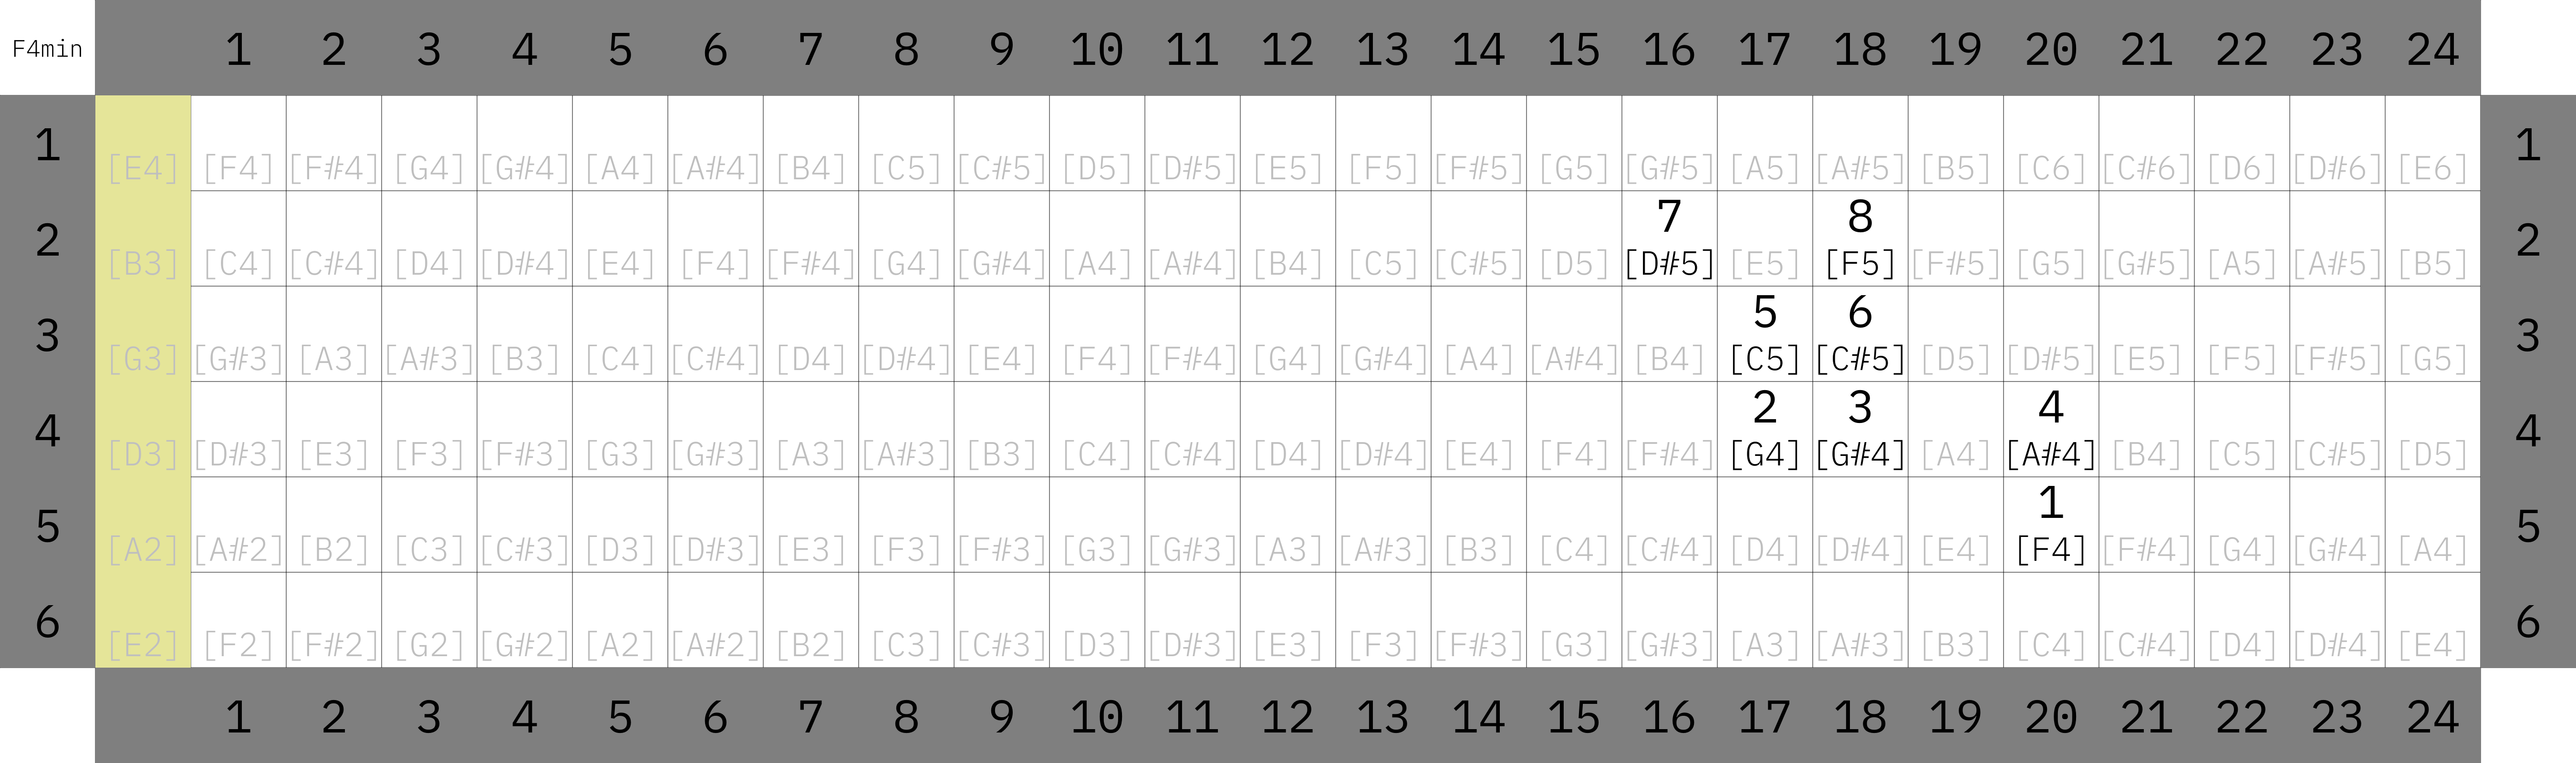 F4min 1 2 3 4 5 6 7 8 9 10 11 12 13 14 15 16 17 18 19 20 21 22 23 24
1 [E4] [F4] [F#4] [G4] [G#4] [A4] [A#4] [B4] [C5] [C#5] [D5] [D#5] [E5] [F5] [F#5] [G5] [G#5] [A5] [A#5] [B5] [C6] [C#6] [D6] [D#6] [E6] 1
7 8
2 [B3] [C4] [C#4] [D4] [D#4] [E4] [F4] [F#4] [G4] [G#4] [A4] [A#4] [B4] [C5] [C#5] [D5] [D#5] [E5] [F5] [F#5] [G5] [G#5] [A5] [A#5] [B5] 2
5 6
3 [G3] [G#3] [A3] [A#3] [B3] [C4] [C#4] [D4] [D#4] [E4] [F4] [F#4] [G4] [G#4] [A4] [A#4] [B4] [C5] [C#5] [D5] [D#5] [E5] [F5] [F#5] [G5] 3
2 3 4
4 [D3] [D#3] [E3] [F3] [F#3] [G3] [G#3] [A3] [A#3] [B3] [C4] [C#4] [D4] [D#4] [E4] [F4] [F#4] [G4] [G#4] [A4] [A#4] [B4] [C5] [C#5] [D5] 4
1
5 [A2] [A#2] [B2] [C3] [C#3] [D3] [D#3] [E3] [F3] [F#3] [G3] [G#3] [A3] [A#3] [B3] [C4] [C#4] [D4] [D#4] [E4] [F4] [F#4] [G4] [G#4] [A4] 5
6 [E2] [F2] [F#2] [G2] [G#2] [A2] [A#2] [B2] [C3] [C#3] [D3] [D#3] [E3] [F3] [F#3] [G3] [G#3] [A3] [A#3] [B3] [C4] [C#4] [D4] [D#4] [E4] 6
1 2 3 4 5 6 7 8 9 10 11 12 13 14 15 16 17 18 19 20 21 22 23 24